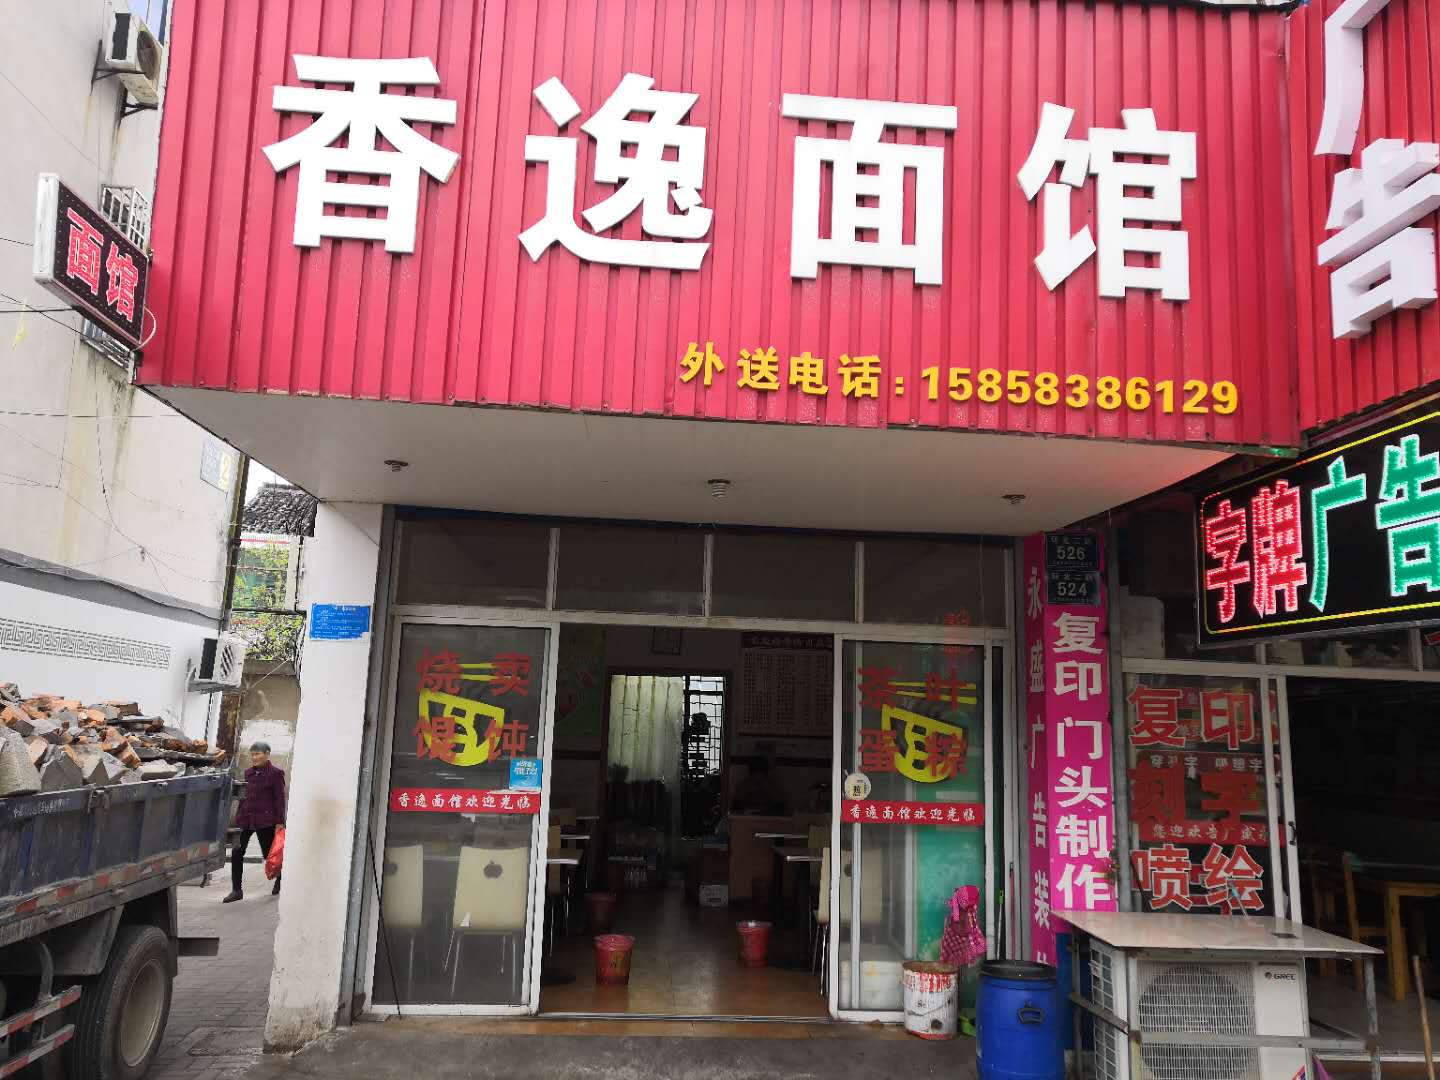 香逸面馆
外送电话:15858386129
面馆
广告
字牌广告
526
524
烧卖
馄饨
香逸面馆欢迎光临
茶叶
蛋粽
香逸面馆欢迎光临
永盛广告装饰
复印门头制作
复印
刻字
喷绘
GREE